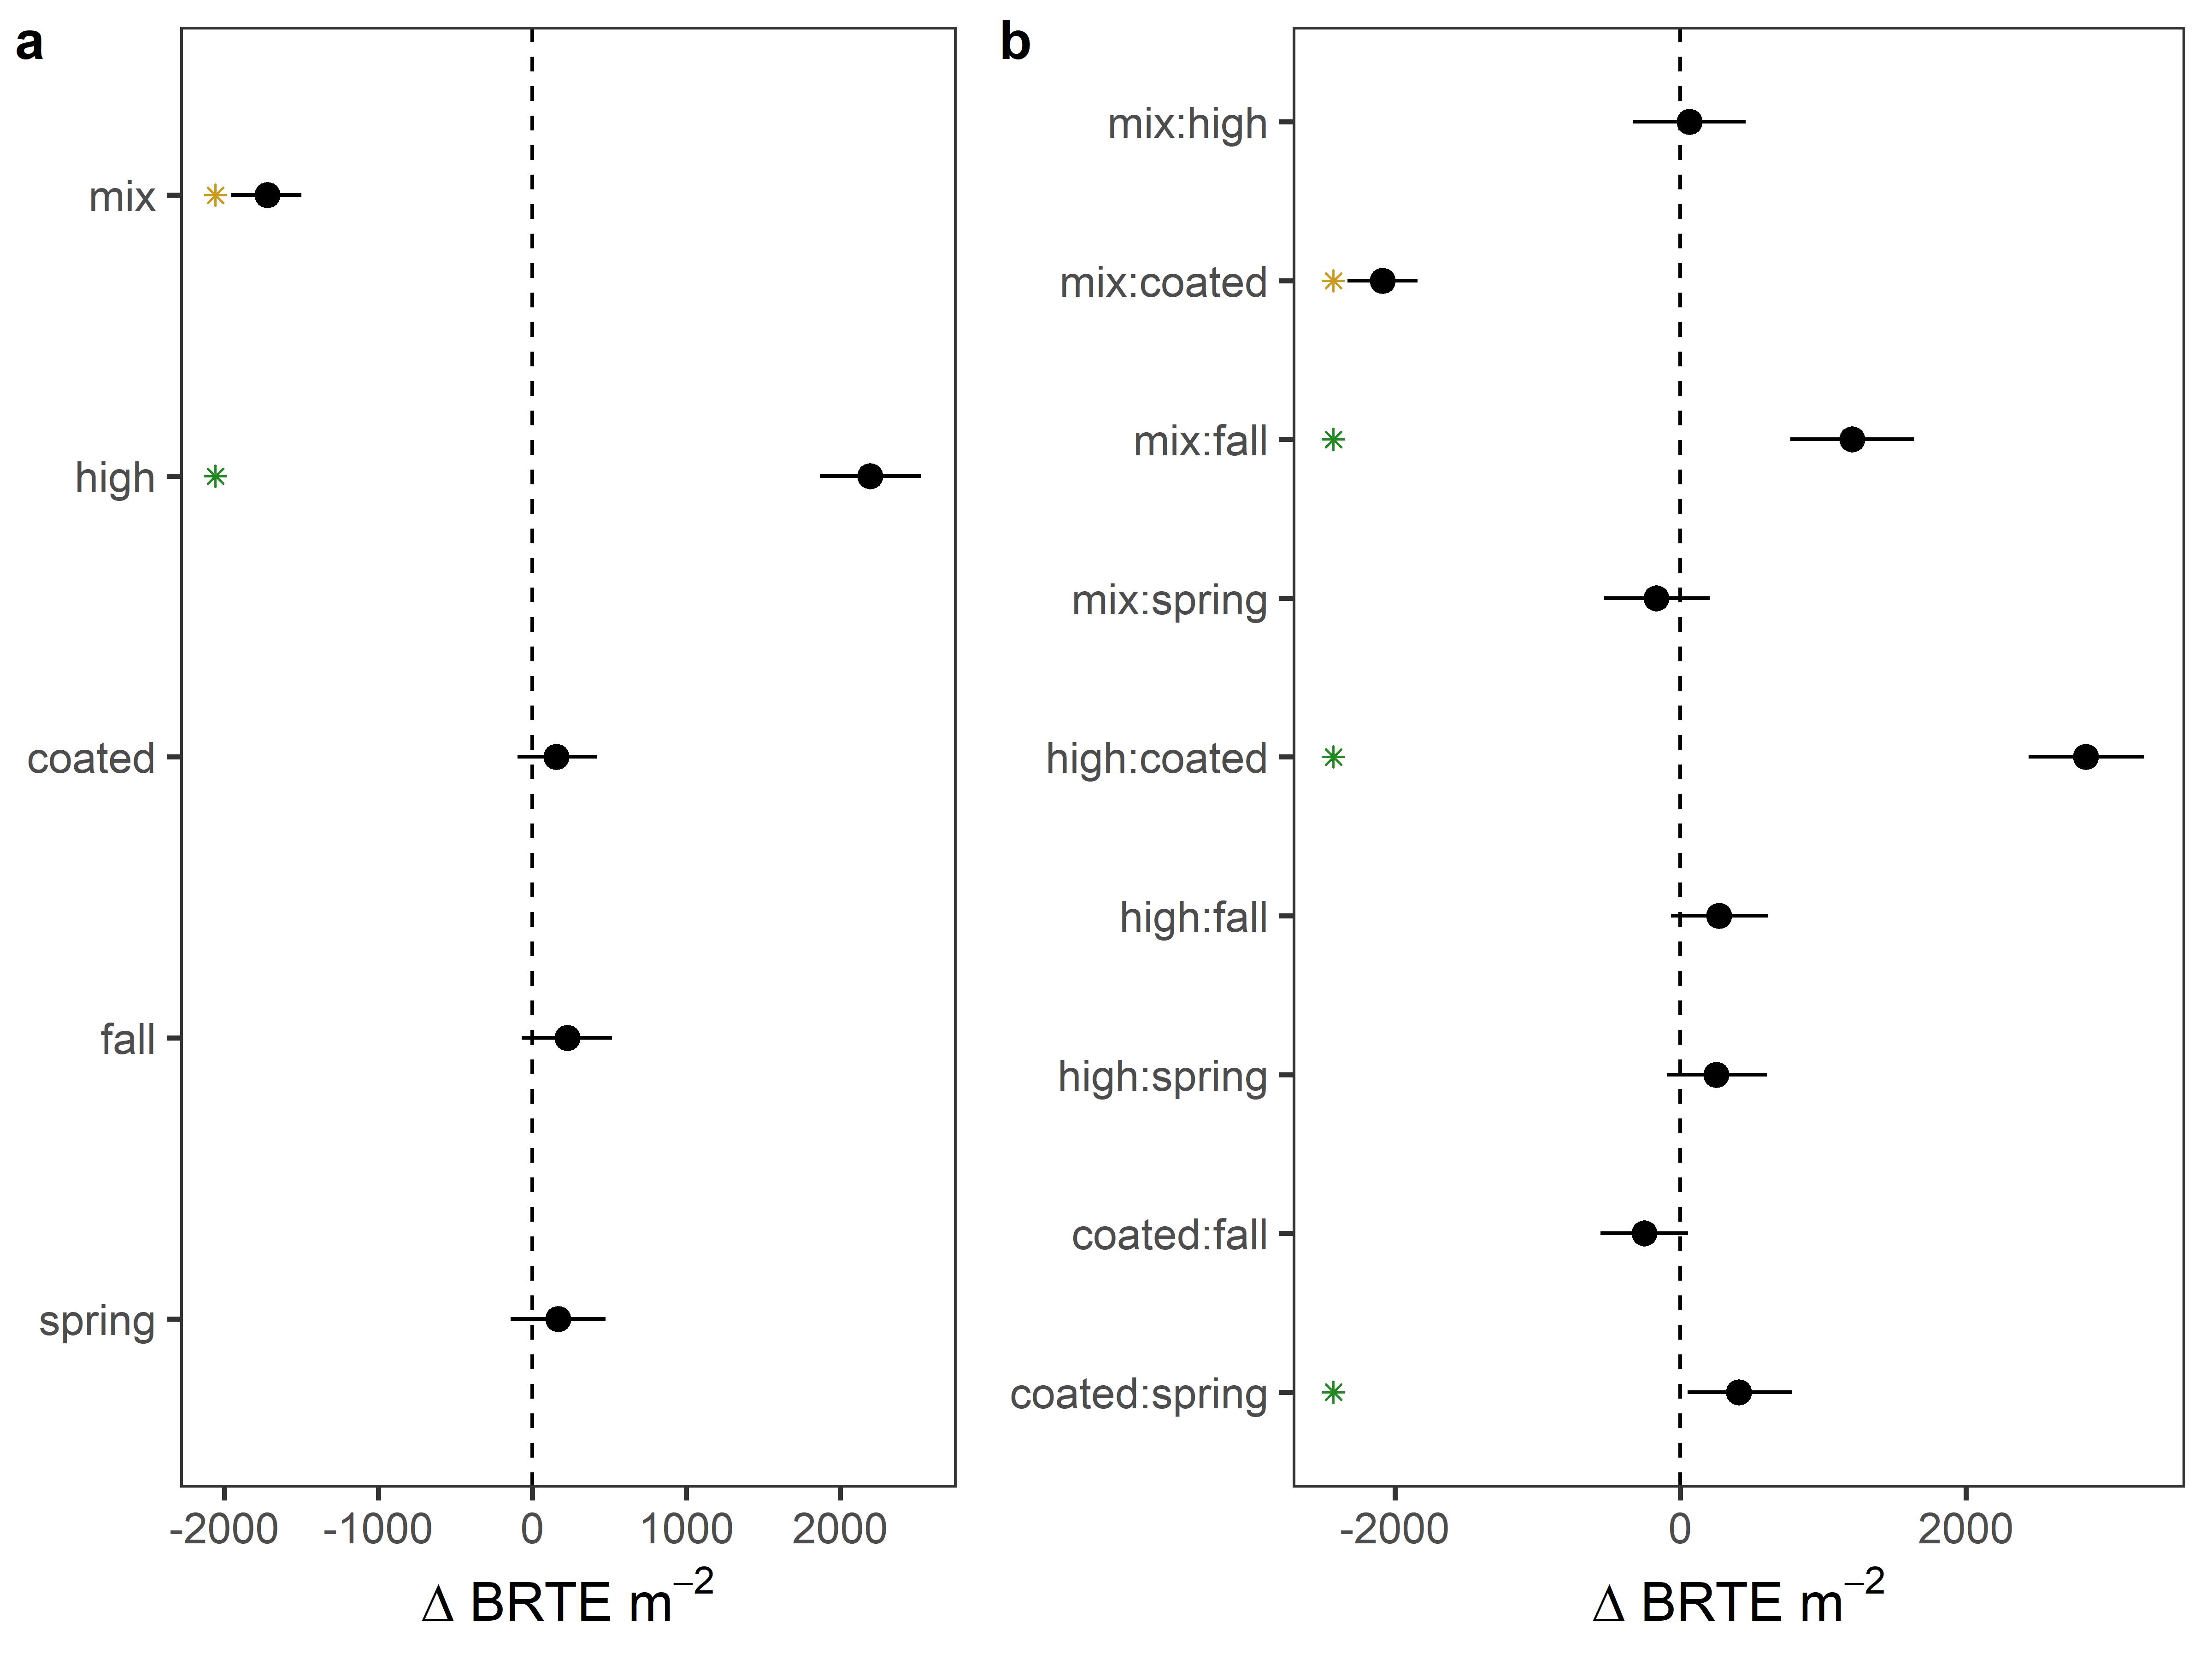 a
mix
high
coated
fall
spring
-2000 -1000 0 1000 2000
Δ BRTE m⁻²
b
mix:high
mix:coated
mix:fall
mix:spring
high:coated
high:fall
high:spring
coated:fall
coated:spring
-2000 0 2000
Δ BRTE m⁻²